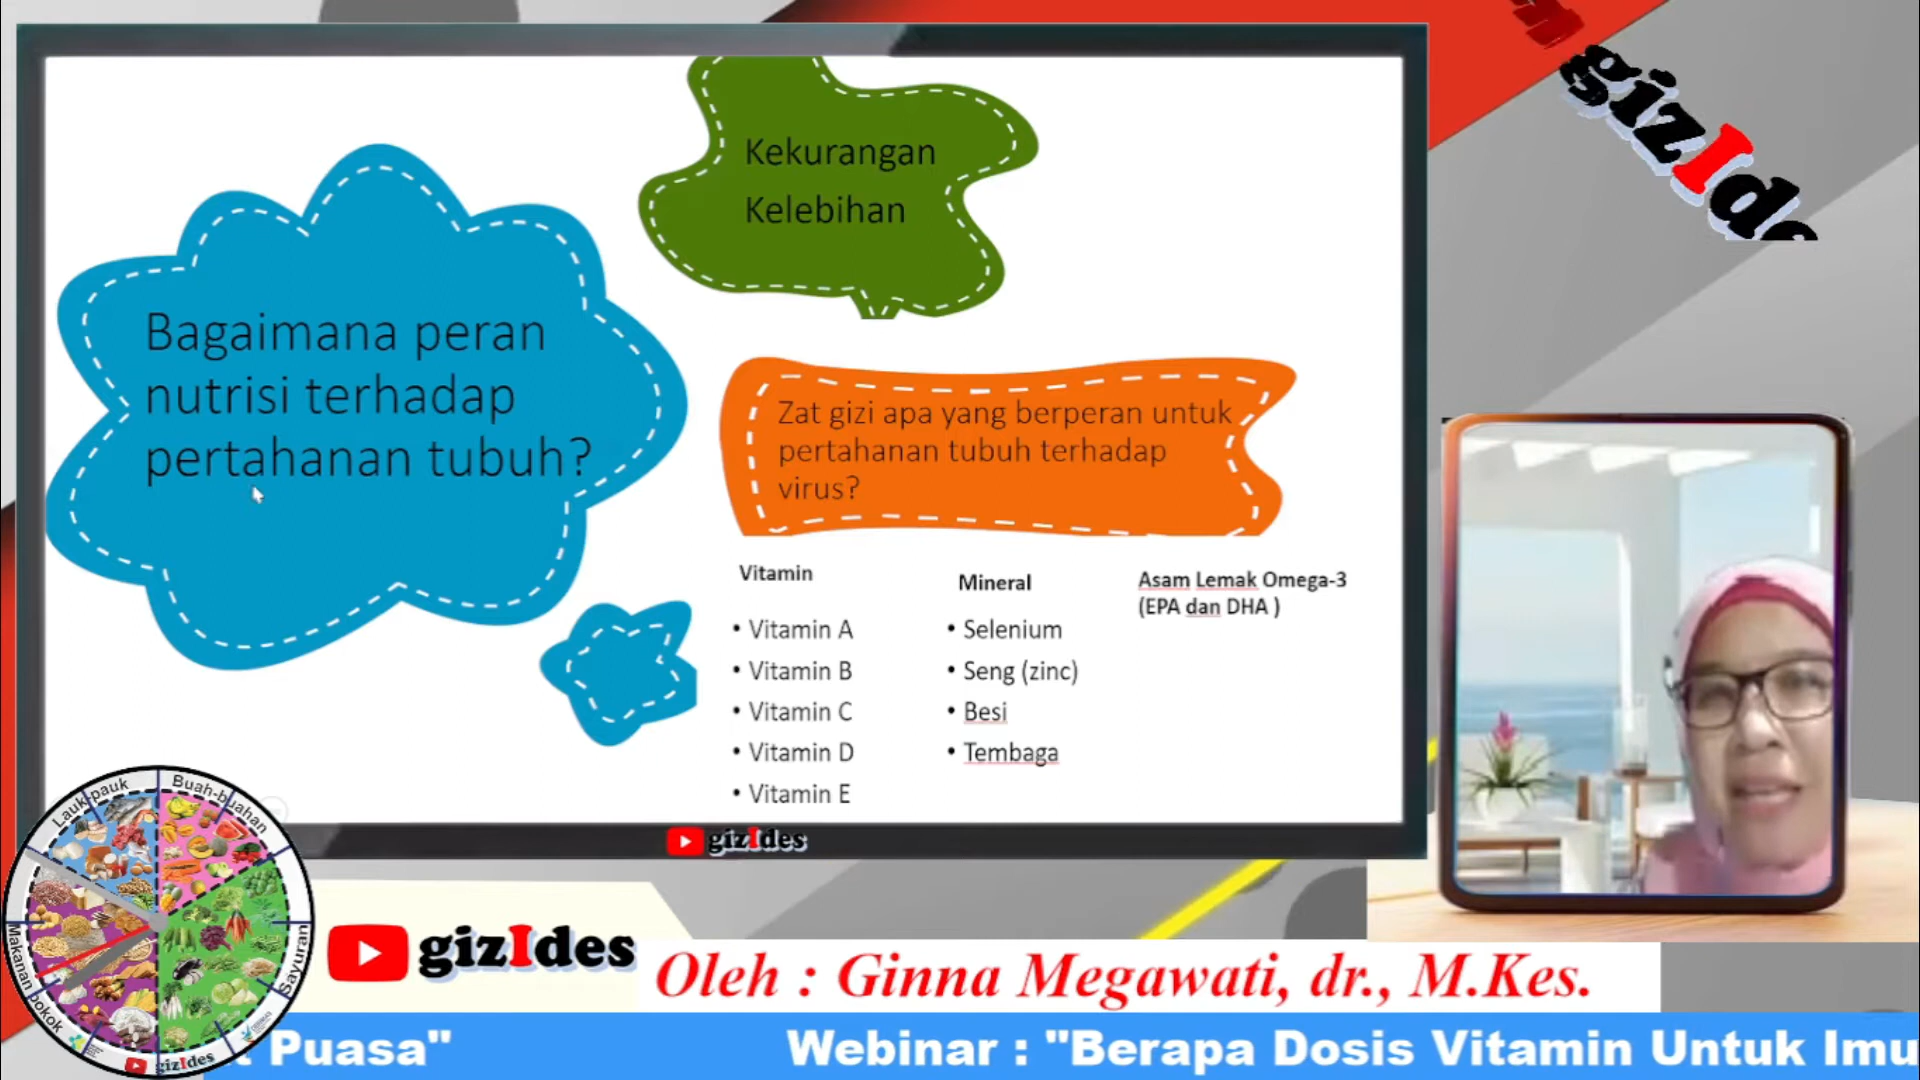 gizIde
Kekurangan
Kelebihan
Bagaimana peran
nutrisi terhadap
pertahanan tubuh?
Zat gizi apa yang berperan untuk
pertahanan tubuh terhadap
virus?
Vitamin
• Vitamin A
• Vitamin B
• Vitamin C
• Vitamin D
• Vitamin E
Mineral
• Selenium
• Seng (zinc)
• Besi
• Tembaga
Asam Lemak Omega-3
(EPA dan DHA )
gizIdes
Lauk-pauk
Buah-buahan
Makanan pokok
Sayuran
gizIdes
gizIdes
Oleh : Ginna Megawati, dr., M.Kes.
t Puasa"
Webinar : "Berapa Dosis Vitamin Untuk Imu